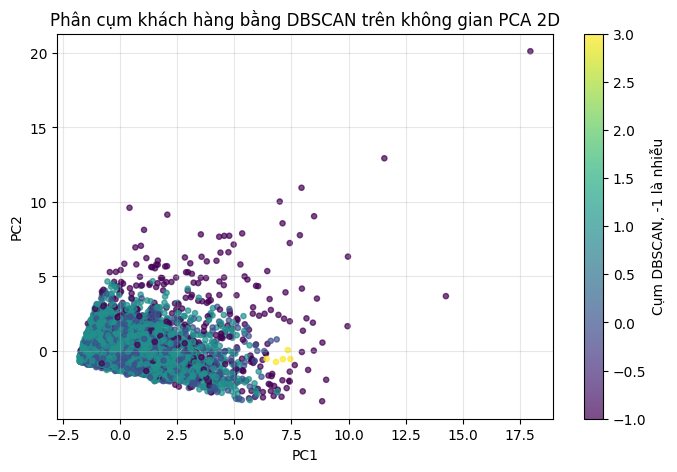 Phân cụm khách hàng bằng DBSCAN trên không gian PCA 2D
20
15
10
5
0
PC2
-2.5 0.0 2.5 5.0 7.5 10.0 12.5 15.0 17.5
PC1
3.0
2.5
2.0
1.5
1.0
0.5
0.0
-0.5
-1.0
Cụm DBSCAN, -1 là nhiễu